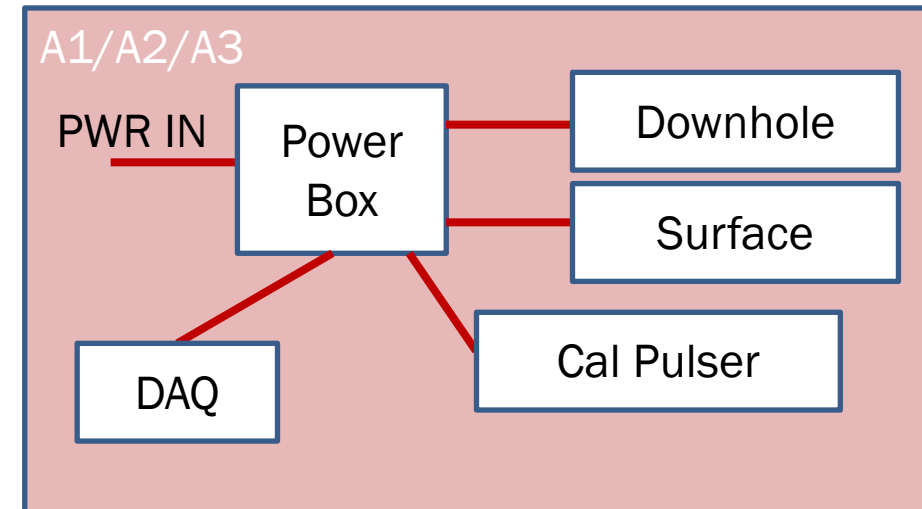 A1/A2/A3
PWR IN
Power
Box
Downhole
Surface
Cal Pulser
DAQ